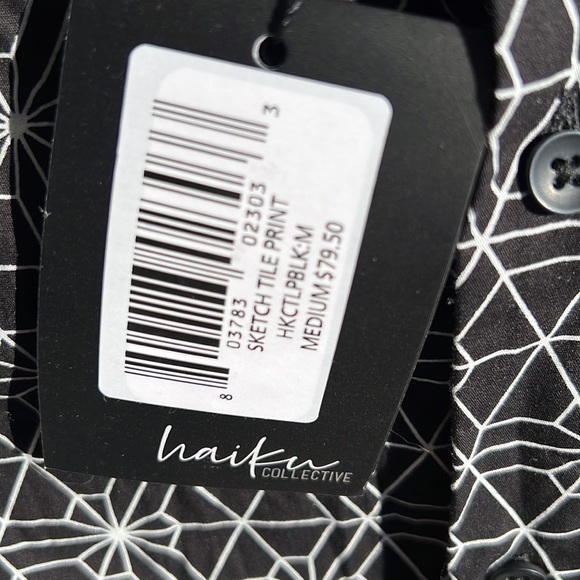 8 03783 02303 3
SKETCH TILE PRINT
HKCTLPBLK:M
MEDIUM $79.50
haiku
COLLECTIVE